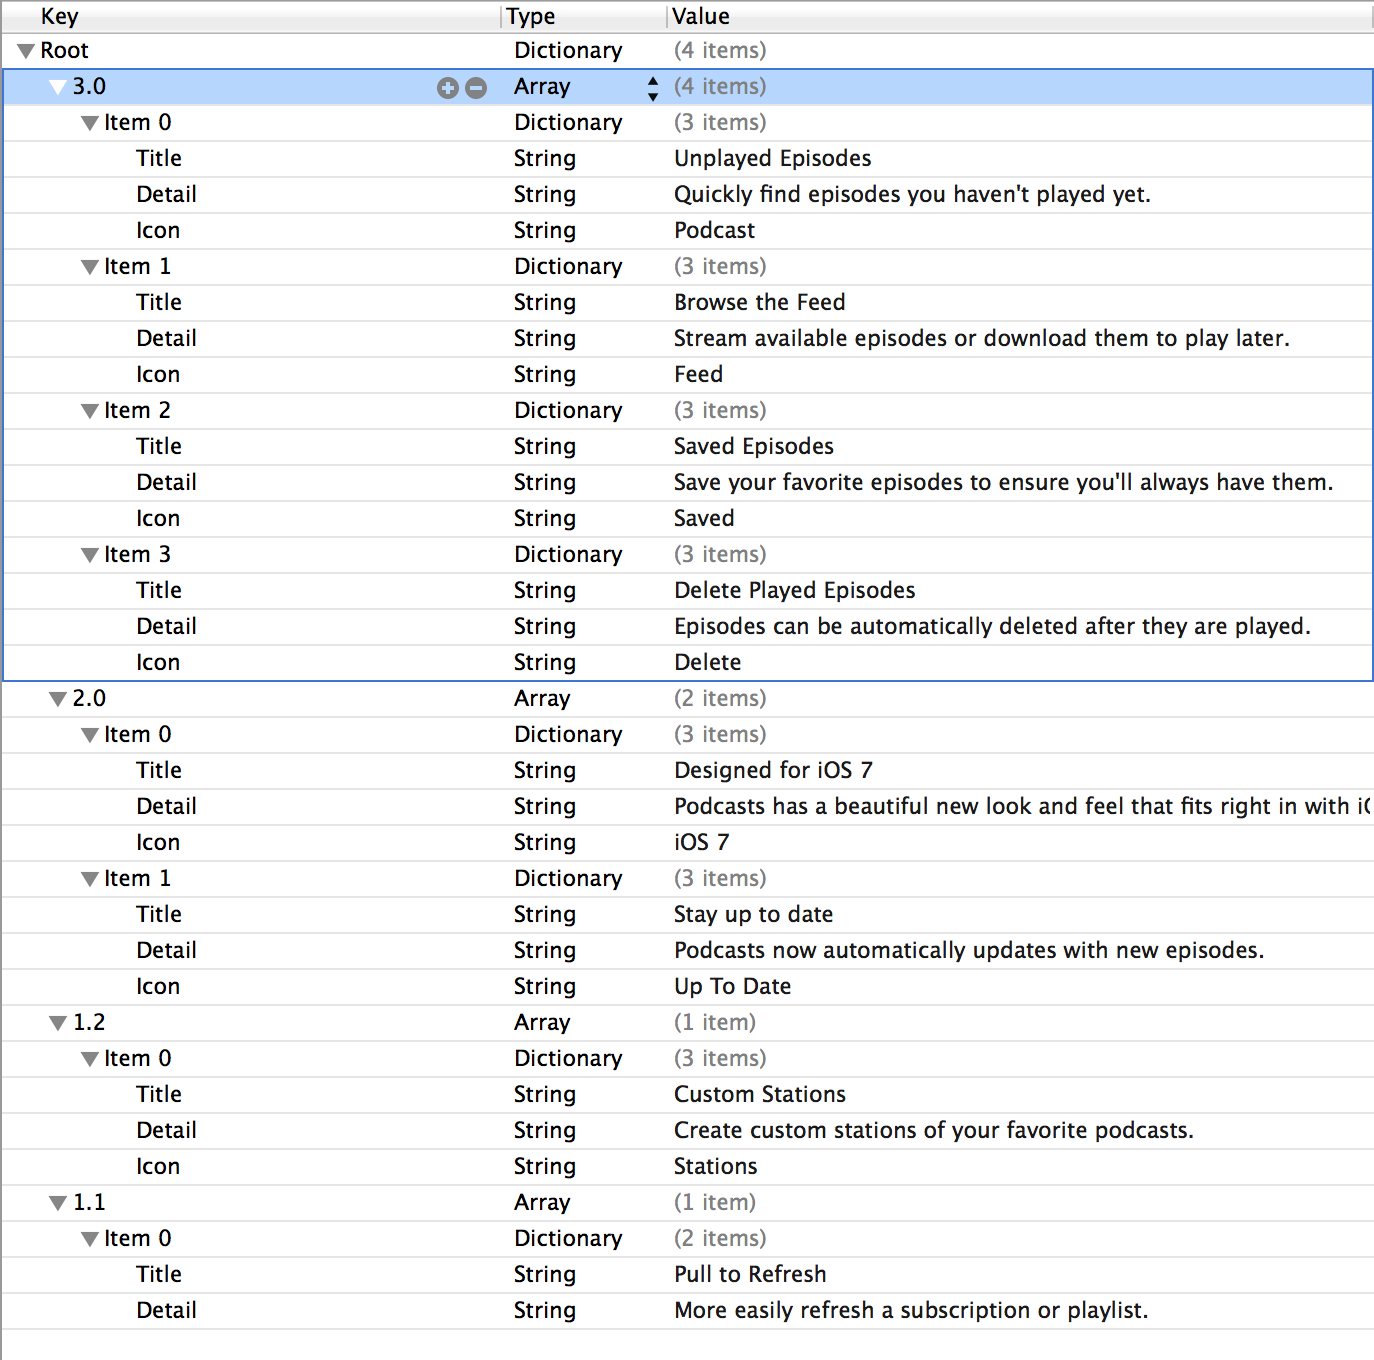 Key Type Value
Root Dictionary (4 items)
3.0 Array (4 items)
Item 0 Dictionary (3 items)
Title String Unplayed Episodes
Detail String Quickly find episodes you haven't played yet.
Icon String Podcast
Item 1 Dictionary (3 items)
Title String Browse the Feed
Detail String Stream available episodes or download them to play later.
Icon String Feed
Item 2 Dictionary (3 items)
Title String Saved Episodes
Detail String Save your favorite episodes to ensure you'll always have them.
Icon String Saved
Item 3 Dictionary (3 items)
Title String Delete Played Episodes
Detail String Episodes can be automatically deleted after they are played.
Icon String Delete
2.0 Array (2 items)
Item 0 Dictionary (3 items)
Title String Designed for iOS 7
Detail String Podcasts has a beautiful new look and feel that fits right in with
Icon String iOS 7
Item 1 Dictionary (3 items)
Title String Stay up to date
Detail String Podcasts now automatically updates with new episodes.
Icon String Up To Date
1.2 Array (1 item)
Item 0 Dictionary (3 items)
Title String Custom Stations
Detail String Create custom stations of your favorite podcasts.
Icon String Stations
1.1 Array (1 item)
Item 0 Dictionary (2 items)
Title String Pull to Refresh
Detail String More easily refresh a subscription or playlist.